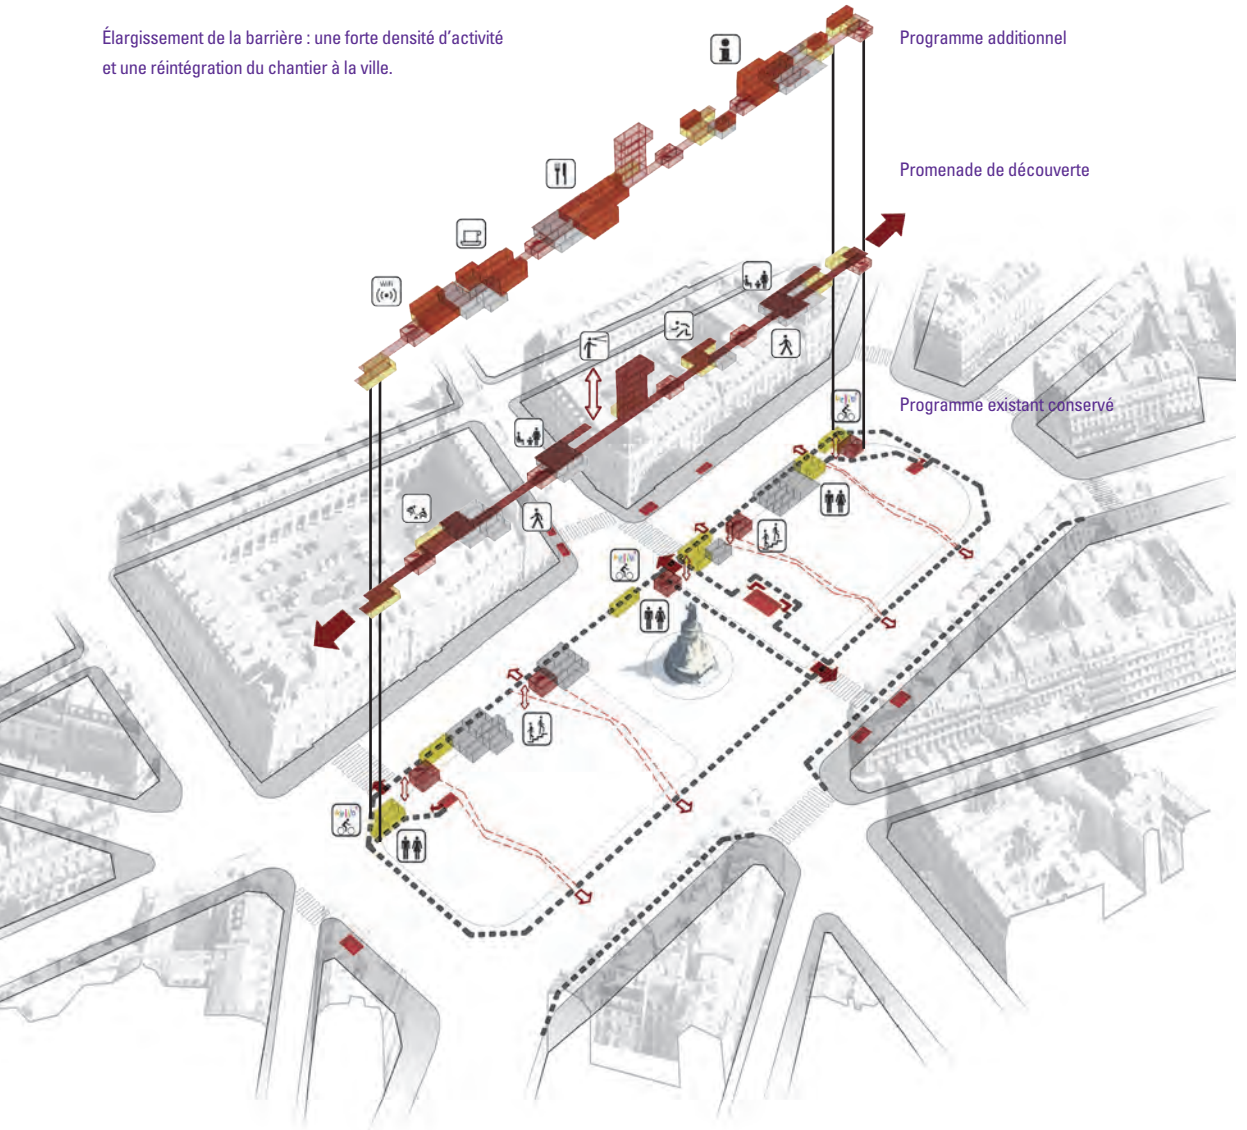 Élargissement de la barrière : une forte densité d’activité
et une réintégration du chantier à la ville.
Programme additionnel
Promenade de découverte
WiFi
Programme existant conservé